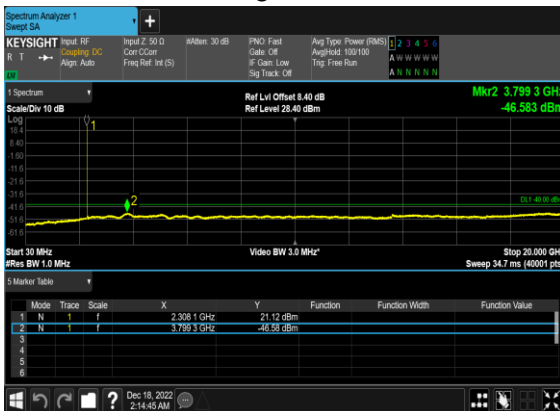 Spectrum Analyzer 1
Swept SA
KEYSIGHT Input: RF Input Z: 50 Ω #Atten: 30 dB PNO: Fast Avg Type: Power (RMS) 1 2 3 4 5 6
R T Coupling: DC Corr CCorr Gate: Off Avg|Hold: 100/100 A W W W W W
Align: Auto Freq Ref: Int (S) IF Gain: Low Trig: Free Run
Sig Track: Off A N N N N N
LV
1 Spectrum Ref Lvl Offset 8.40 dB Mkr2 3.799 3 GHz
Scale/Div 10 dB Ref Level 28.40 dBm -46.583 dBm
Log
18.4
8.40
-1.60
-11.6
-21.6
-31.6
-41.6
-51.6
-61.6
1
2
DL1 -40.00 dBm
Start 30 MHz Video BW 3.0 MHz* Stop 20.000 GHz
#Res BW 1.0 MHz Sweep 34.7 ms (40001 pts)
5 Marker Table
Mode Trace Scale X Y Function Function Width Function Value
1 N 1 f 2.308 1 GHz 21.12 dBm
2 N 1 f 3.799 3 GHz -46.58 dBm
3
4
5
6
? Dec 18, 2022
2:14:45 AM